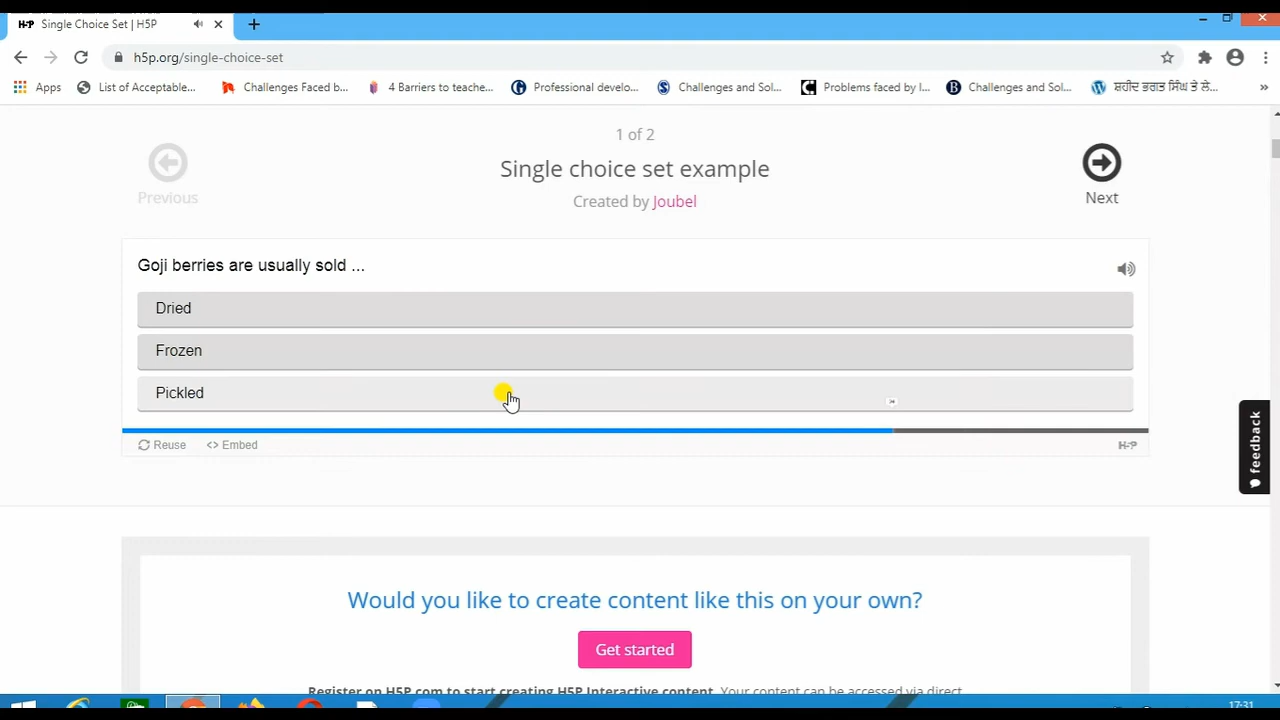 H-P Single Choice Set | H5P
h5p.org/single-choice-set
Apps List of Acceptable... Challenges Faced b... 4 Barriers to teache... Professional develo... Challenges and Sol... Problems faced by I... Challenges and Sol... ਸ਼ਹੀਦ ਭਗਤ ਸਿੰਘ ਤੇ ਲੇ... »
1 of 2
Previous
Single choice set example
Next
Created by Joubel
Goji berries are usually sold ...
Dried
Frozen
Pickled
Reuse <> Embed H-P
feedback
Would you like to create content like this on your own?
Get started
Register on H5P.com to start creating H5P Interactive content. Your content can be accessed via direct
17:31